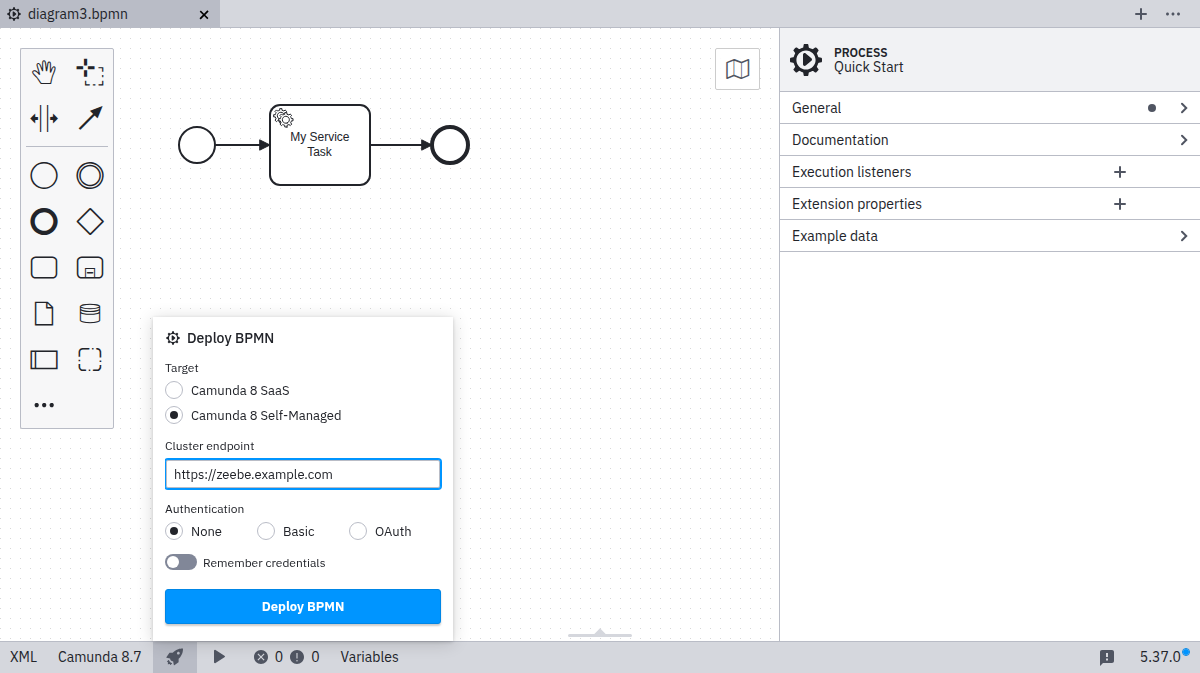 diagram3.bpmn
PROCESS
Quick Start
General
Documentation
Execution listeners
Extension properties
Example data
My Service
Task
Deploy BPMN
Target
Camunda 8 SaaS
Camunda 8 Self-Managed
Cluster endpoint
https://zeebe.example.com
Authentication
None Basic OAuth
Remember credentials
Deploy BPMN
XML Camunda 8.7 0 0 Variables 5.37.0